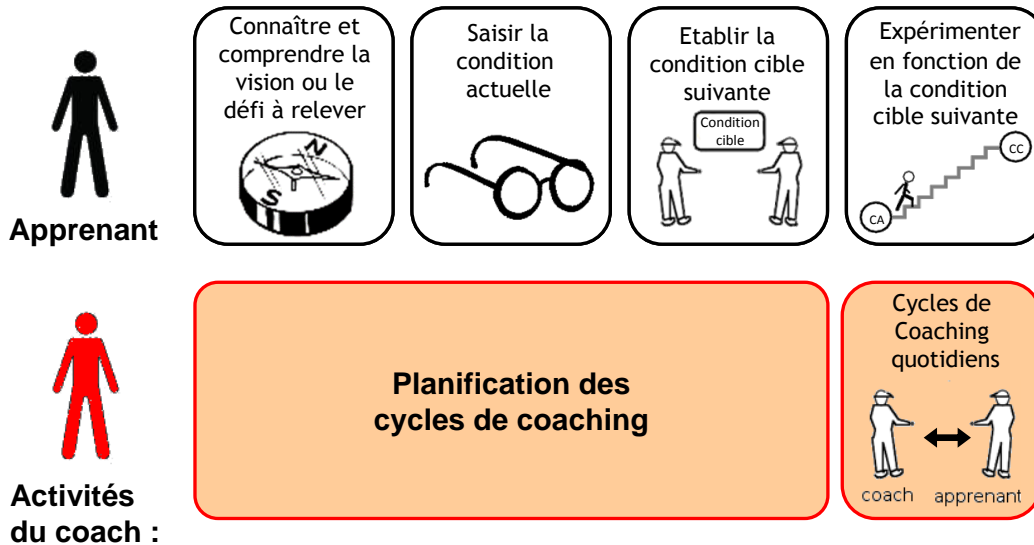 Connaître et
comprendre la
vision ou le
défi à relever
N
S
Saisir la
condition
actuelle
Etablir la
condition cible
suivante
Condition
cible
Expérimenter
en fonction de
la condition
cible suivante
CC
CA
Apprenant
Planification des
cycles de coaching
Cycles de
Coaching
quotidiens
coach apprenant
Activités
du coach :